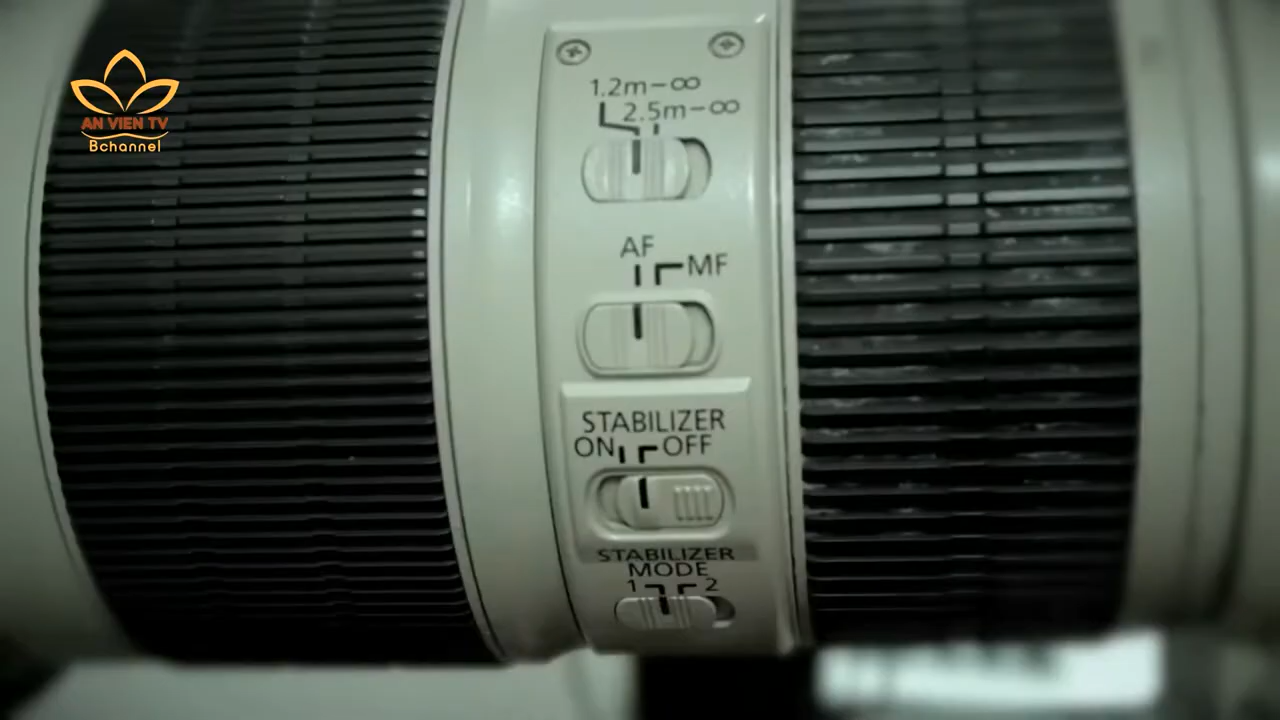 AN VIEN TV
Bchannel
1.2m-∞
2.5m-∞
AF
MF
STABILIZER
ON OFF
STABILIZER
MODE
1 2